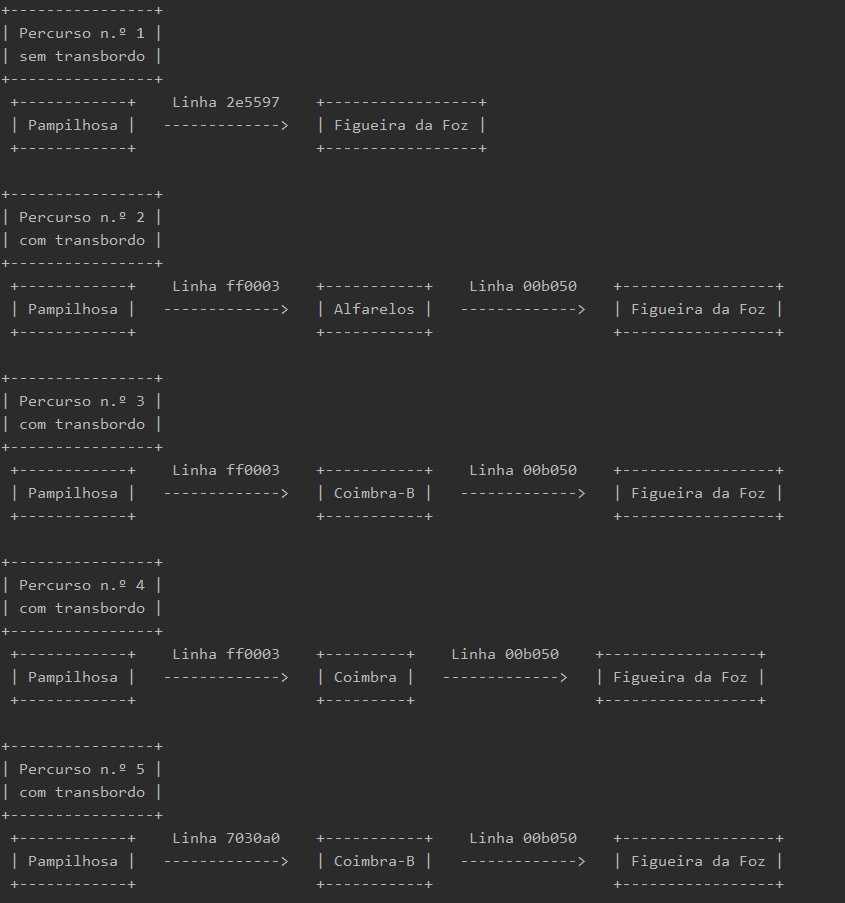 +----------------+
| Percurso n.º 1 |
| sem transbordo |
+----------------+
 +------------+    Linha 2e5597    +-----------------+
 | Pampilhosa |   ------------->   | Figueira da Foz |
 +------------+                    +-----------------+

+----------------+
| Percurso n.º 2 |
| com transbordo |
+----------------+
 +------------+    Linha ff0003    +-----------+    Linha 00b050    +-----------------+
 | Pampilhosa |   ------------->   | Alfarelos |   ------------->   | Figueira da Foz |
 +------------+                    +-----------+                    +-----------------+

+----------------+
| Percurso n.º 3 |
| com transbordo |
+----------------+
 +------------+    Linha ff0003    +-----------+    Linha 00b050    +-----------------+
 | Pampilhosa |   ------------->   | Coimbra-B |   ------------->   | Figueira da Foz |
 +------------+                    +-----------+                    +-----------------+

+----------------+
| Percurso n.º 4 |
| com transbordo |
+----------------+
 +------------+    Linha ff0003    +---------+    Linha 00b050    +-----------------+
 | Pampilhosa |   ------------->   | Coimbra |   ------------->   | Figueira da Foz |
 +------------+                    +---------+                    +-----------------+

+----------------+
| Percurso n.º 5 |
| com transbordo |
+----------------+
 +------------+    Linha 7030a0    +-----------+    Linha 00b050    +-----------------+
 | Pampilhosa |   ------------->   | Coimbra-B |   ------------->   | Figueira da Foz |
 +------------+                    +-----------+                    +-----------------+